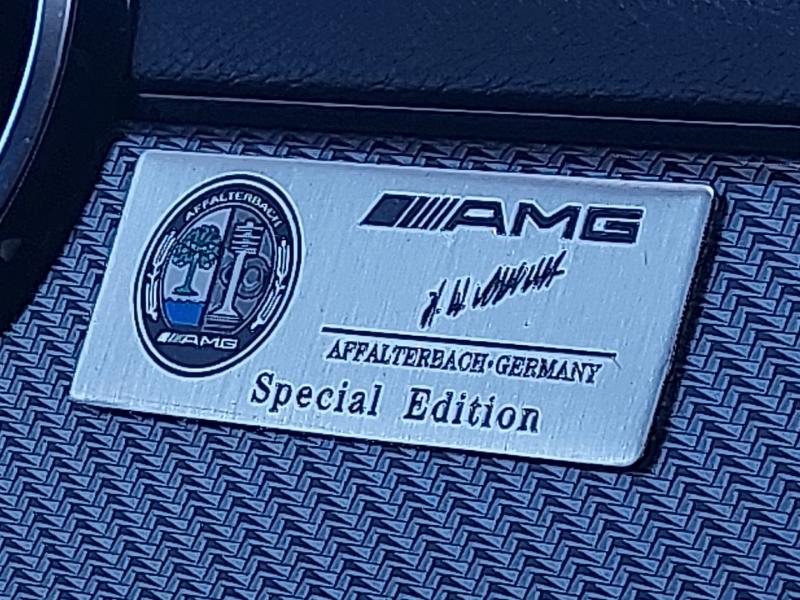 AFFALTERBACH
AMG
AMG
AFFALTERBACH·GERMANY
Special Edition